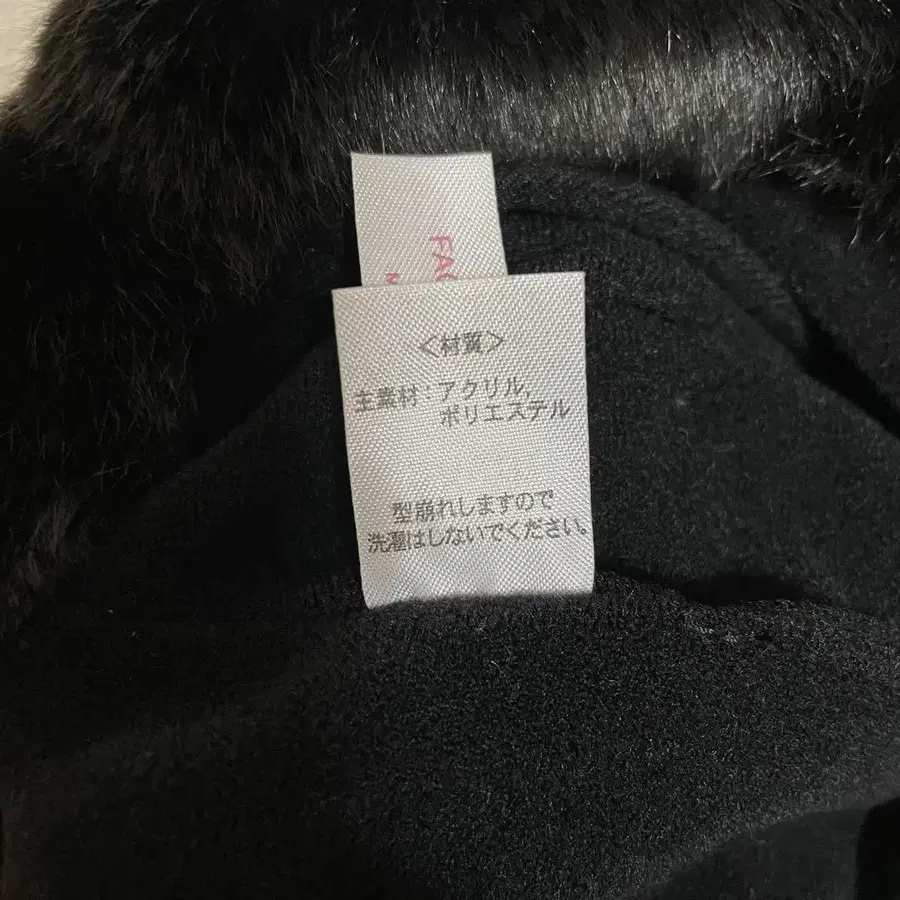 FA
<材質>
主素材:アクリル,
ポリエステル
型崩れしますので
洗濯はしないでください。